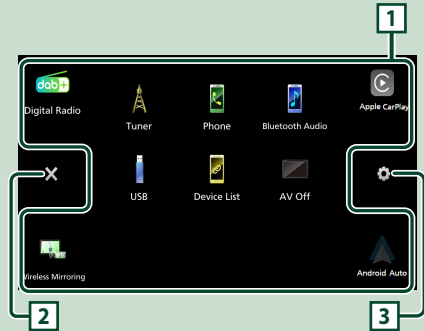 1
dab+
Digital Radio
Tuner
Phone
Bluetooth Audio
Apple CarPlay
USB
Device List
AV Off
Wireless Mirroring
Android Auto
2
3